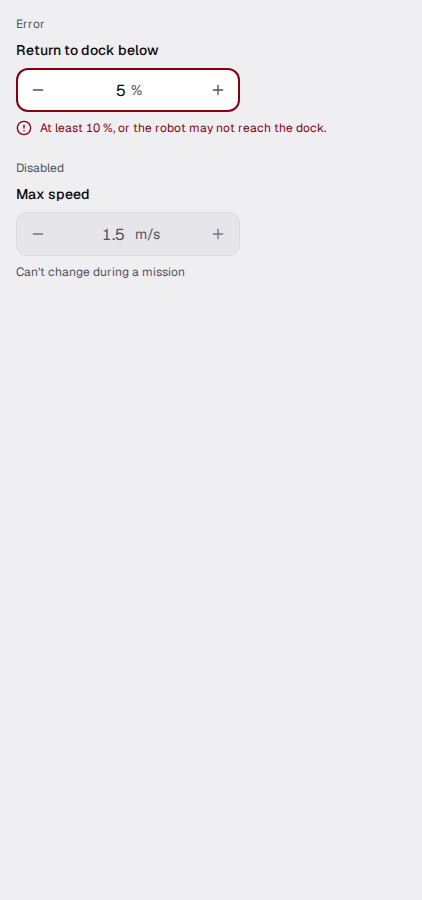 Error
Return to dock below
5 %
At least 10 %, or the robot may not reach the dock.
Disabled
Max speed
1.5 m/s
Can't change during a mission